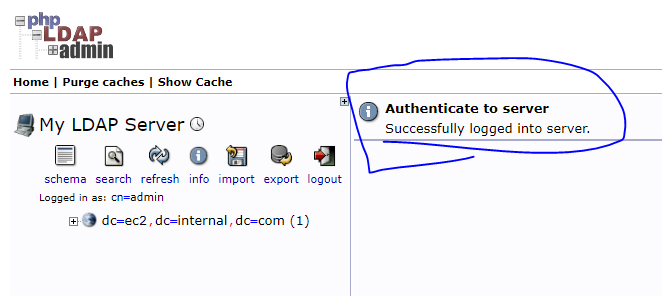 php
LDAP
admin
Home | Purge caches | Show Cache
My LDAP Server
schema search refresh info import export logout
Logged in as: cn=admin
dc=ec2,dc=internal,dc=com (1)
Authenticate to server
Successfully logged into server.